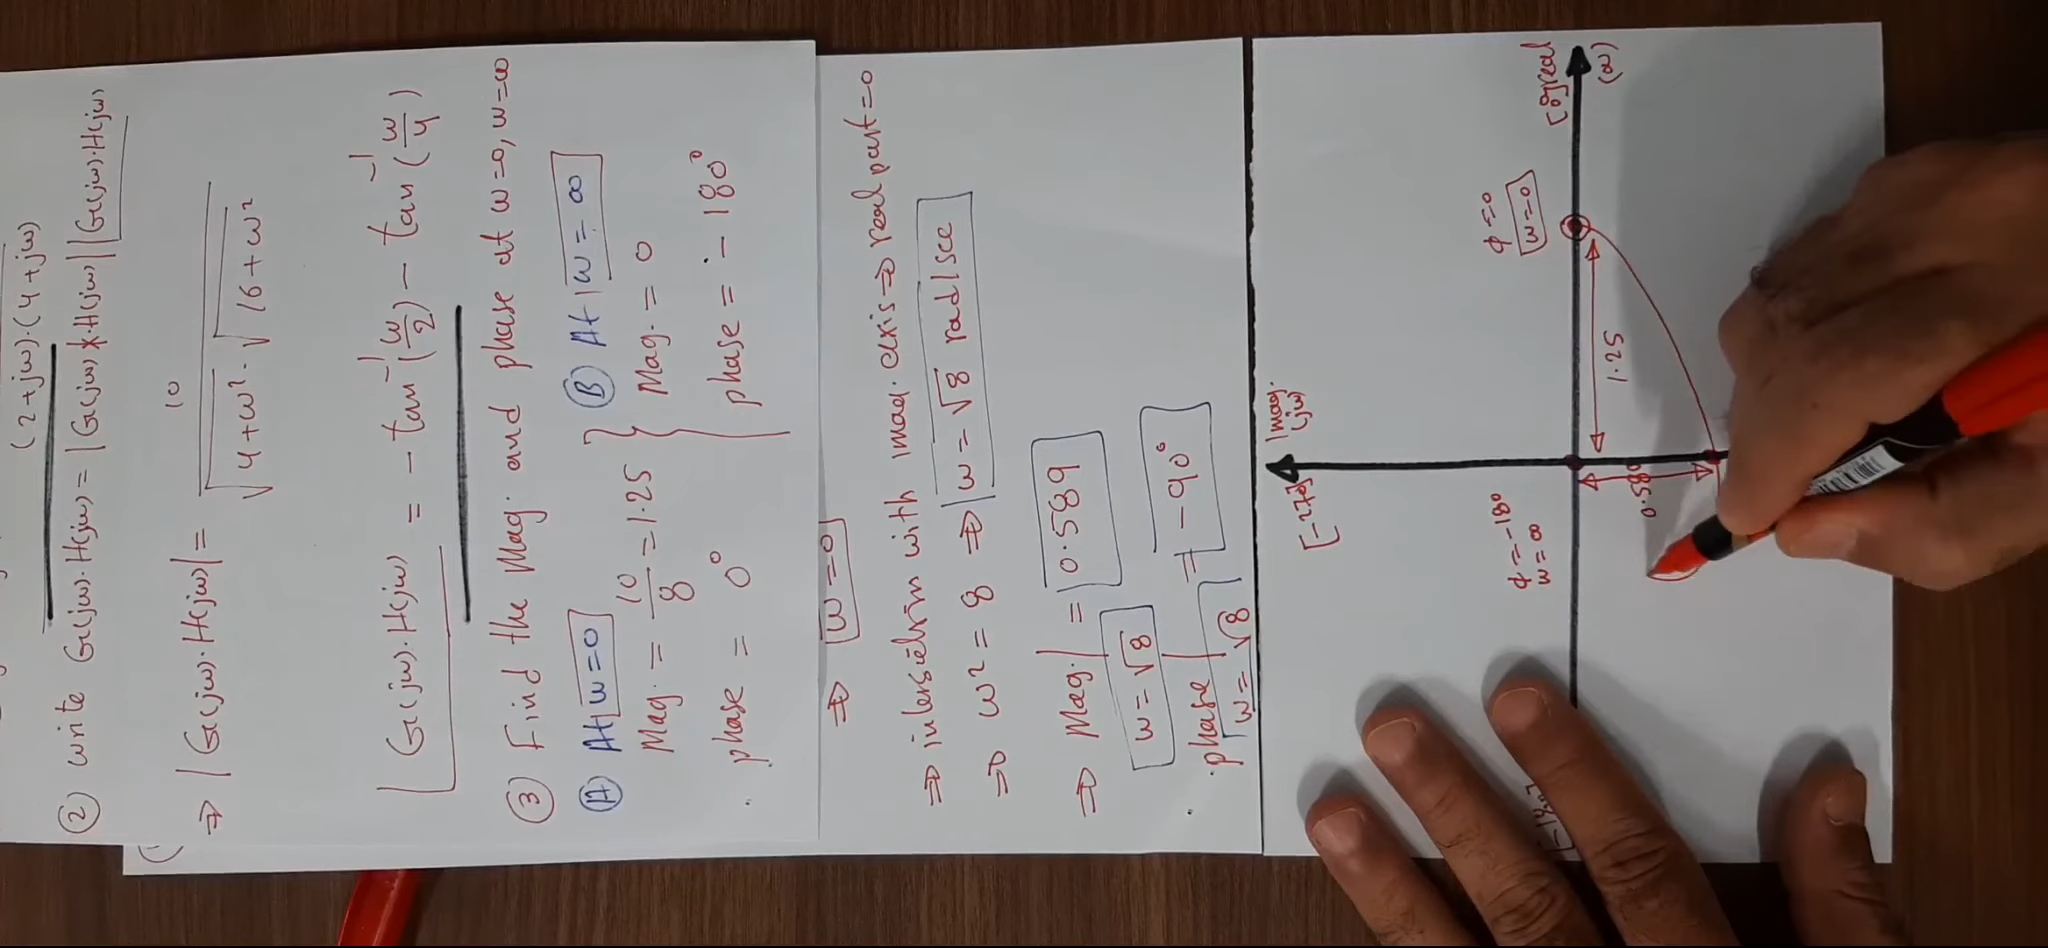 (2+jω).(4+jω)
② write G(jω).H(jω) = |G(jω)*H(jω)| |G(jω).H(jω)
⇒ |G(jω).H(jω)| = 10 / √4+ω² . √16+ω²
G(jω).H(jω) = - tan⁻¹(ω/2) - tan⁻¹(ω/4)
③ Find the Mag. and phase at ω=0, ω=∞
Ⓐ At ω=0
Mag. = 10/8 = 1.25
phase = 0°
Ⓑ At ω=∞
Mag. = 0
phase = -180°
⇒ ω=0
⇒ intersection with imag. axis → real part=0
⇒ ω² = 8 ⇒ ω = √8 rad/sec
⇒ Mag.| = 0.589
ω=√8
phase| = -90°
ω=√8
Imag.
(jω)
[-270]
real
(α)
φ=0
ω=0
1.25
φ=-180
ω=∞
0.589